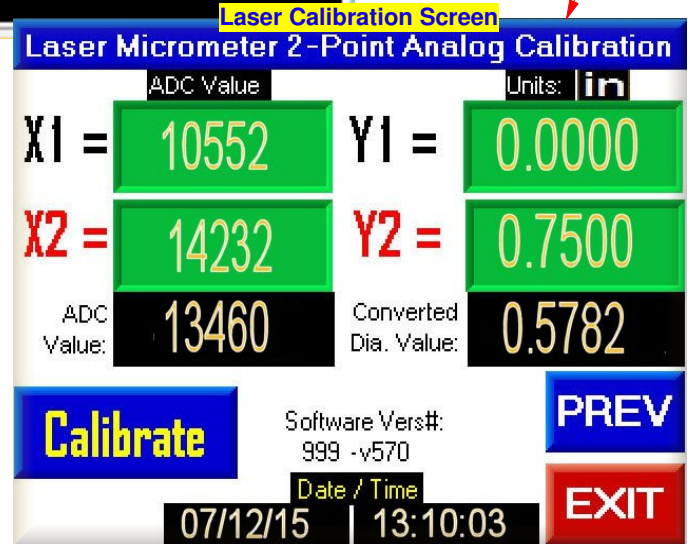 Laser Calibration Screen
Laser Micrometer 2-Point Analog Calibration
ADC Value Units: in
X1 = 10552 Y1 = 0.0000
X2 = 14232 Y2 = 0.7500
ADC Value: 13460 Converted Dia. Value: 0.5782
Calibrate
Software Vers#:
999 -v570
PREV
Date / Time
07/12/15 13:10:03
EXIT